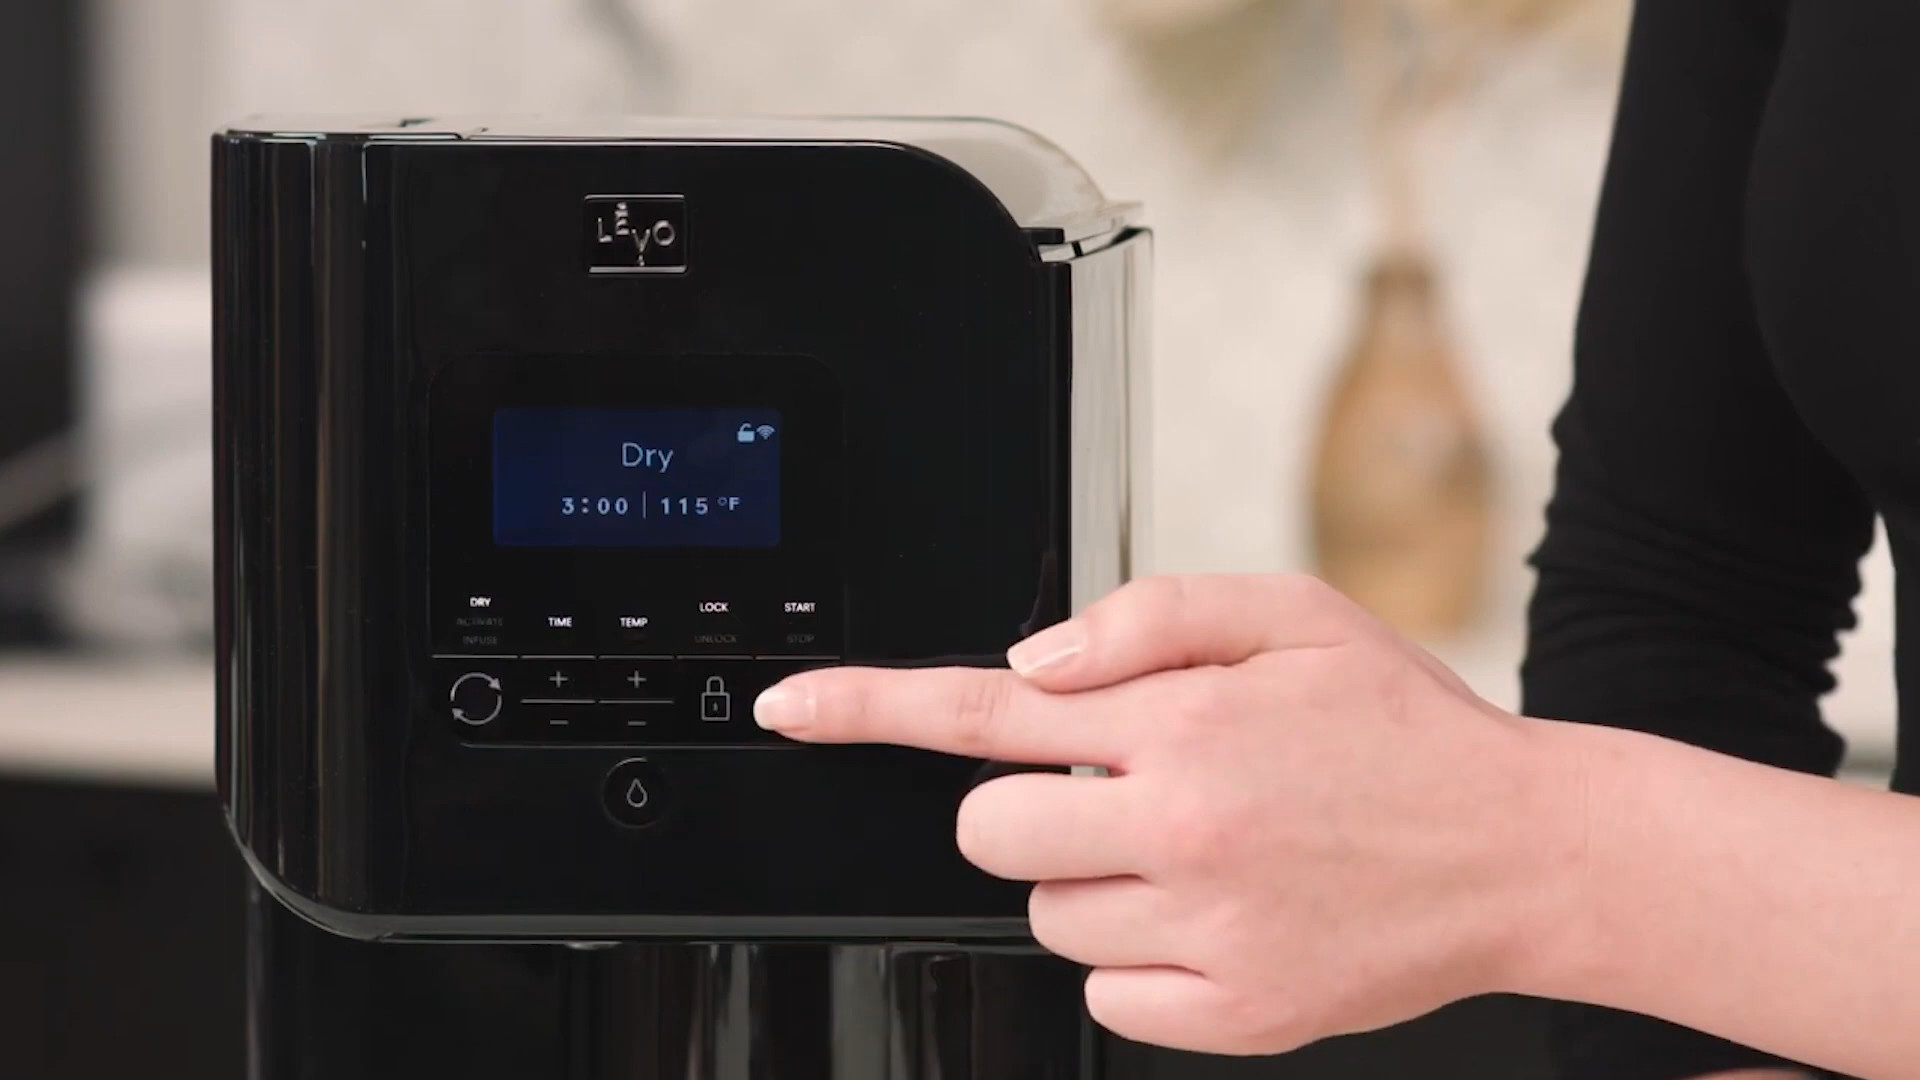 LĒVO
Dry
3:00 | 115 °F
DRY
ACTIVATE
INFUSE
TIME
TEMP
LOCK
UNLOCK
START
STOP